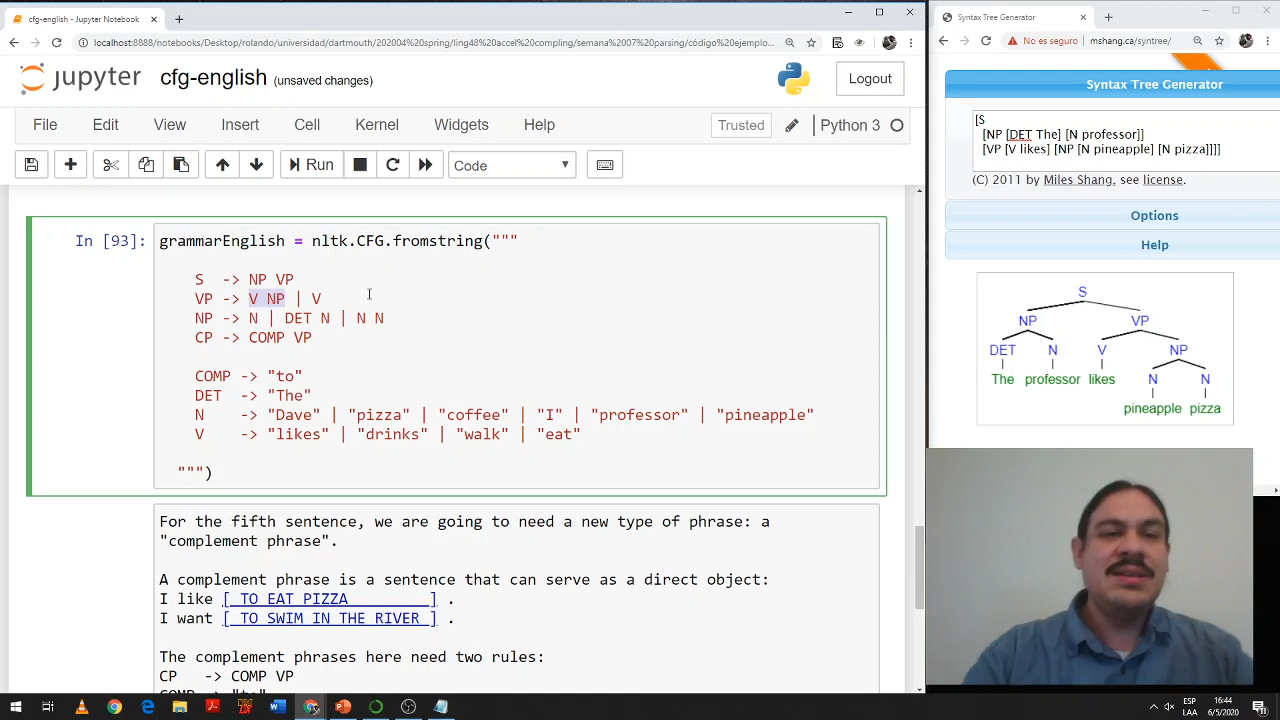 cfg-english - Jupyter Notebook
Syntax Tree Generator
localhost:8888/notebooks/Dartmouth/rolando/universidad/dartmouth/202004%20spring/ling48%20accel%20compling/semana%2007%20parsing/código%20ejemplo...
No es seguro | mshang.ca/syntree/
jupyter cfg-english (unsaved changes)
Logout
File Edit View Insert Cell Kernel Widgets Help
Trusted
Python 3
Run
Code
In [93]: grammarEnglish = nltk.CFG.fromstring("""
S -> NP VP
VP -> V NP | V
NP -> N | DET N | N N
CP -> COMP VP
COMP -> "to"
DET -> "The"
N -> "Dave" | "pizza" | "coffee" | "I" | "professor" | "pineapple"
V -> "likes" | "drinks" | "walk" | "eat"
""")
For the fifth sentence, we are going to need a new type of phrase: a
"complement phrase".
A complement phrase is a sentence that can serve as a direct object:
I like [ TO EAT PIZZA ________ ] .
I want [ TO SWIM IN THE RIVER ] .
The complement phrases here need two rules:
CP -> COMP VP
COMP -> "to"
Syntax Tree Generator
[S
[NP [DET The] [N professor]]
[VP [V likes] [NP [N pineapple] [N pizza]]]]
(C) 2011 by Miles Shang, see license.
Options
Help
S
NP VP
DET N V NP
The professor likes N N
pineapple pizza
ESP
LAA
16:44
6/5/2020